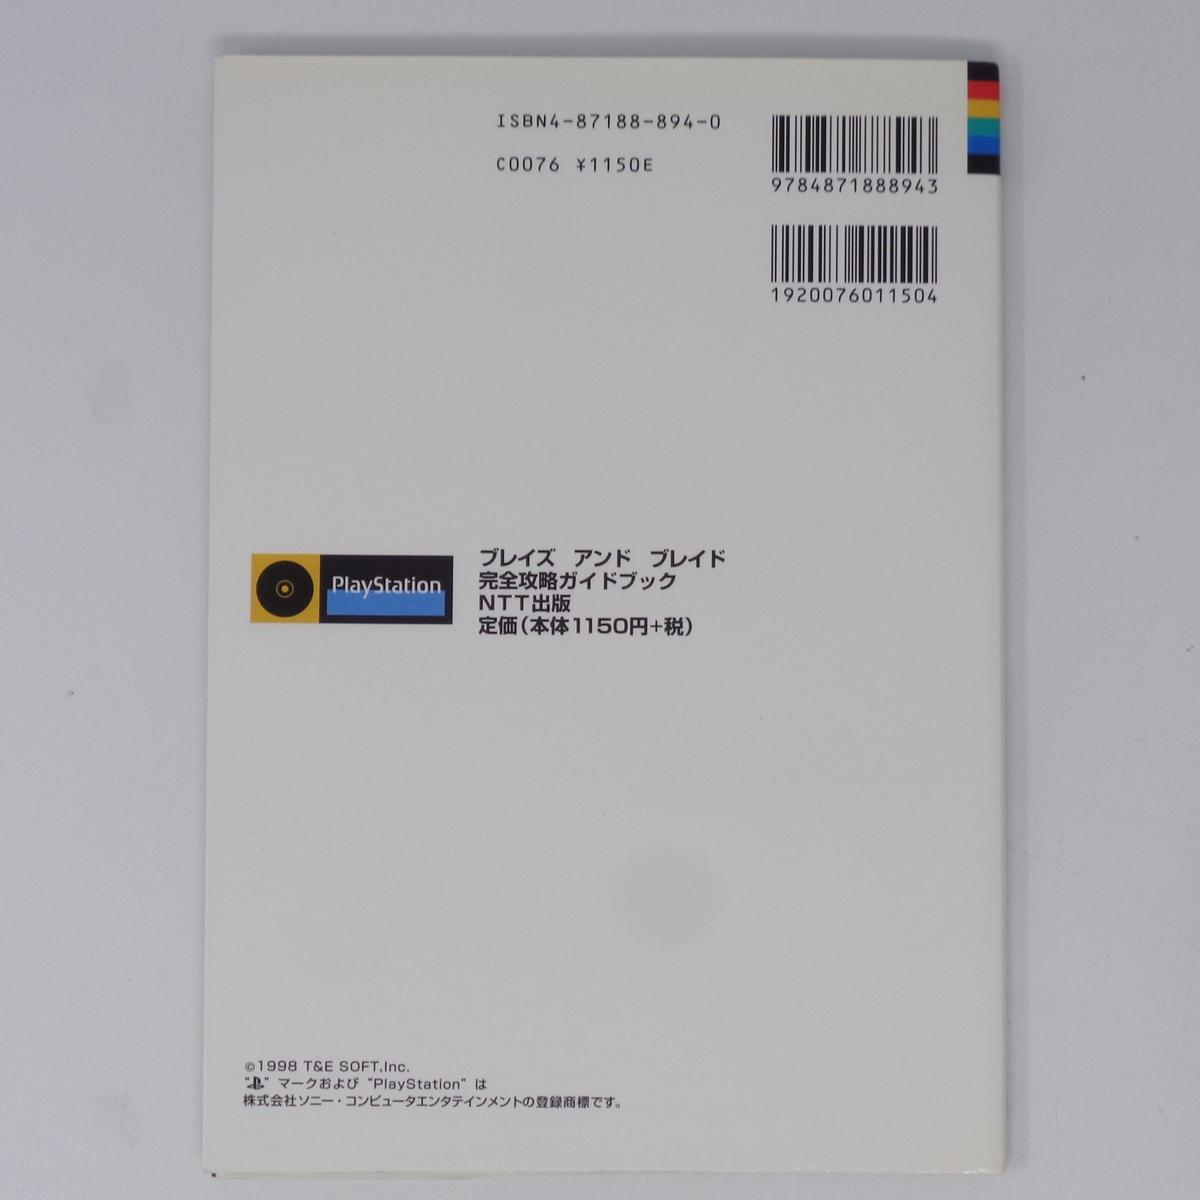 ISBN4-87188-894-0
C0076 ¥1150E
9784871888943
1920076011504
PlayStation
ブレイズ アンド ブレイド
完全攻略ガイドブック
NTT出版
定価(本体1150円+税)
©1998 T&E SOFT,Inc.
“PS” マークおよび “PlayStation” は
株式会社ソニー・コンピュータエンタテインメントの登録商標です。